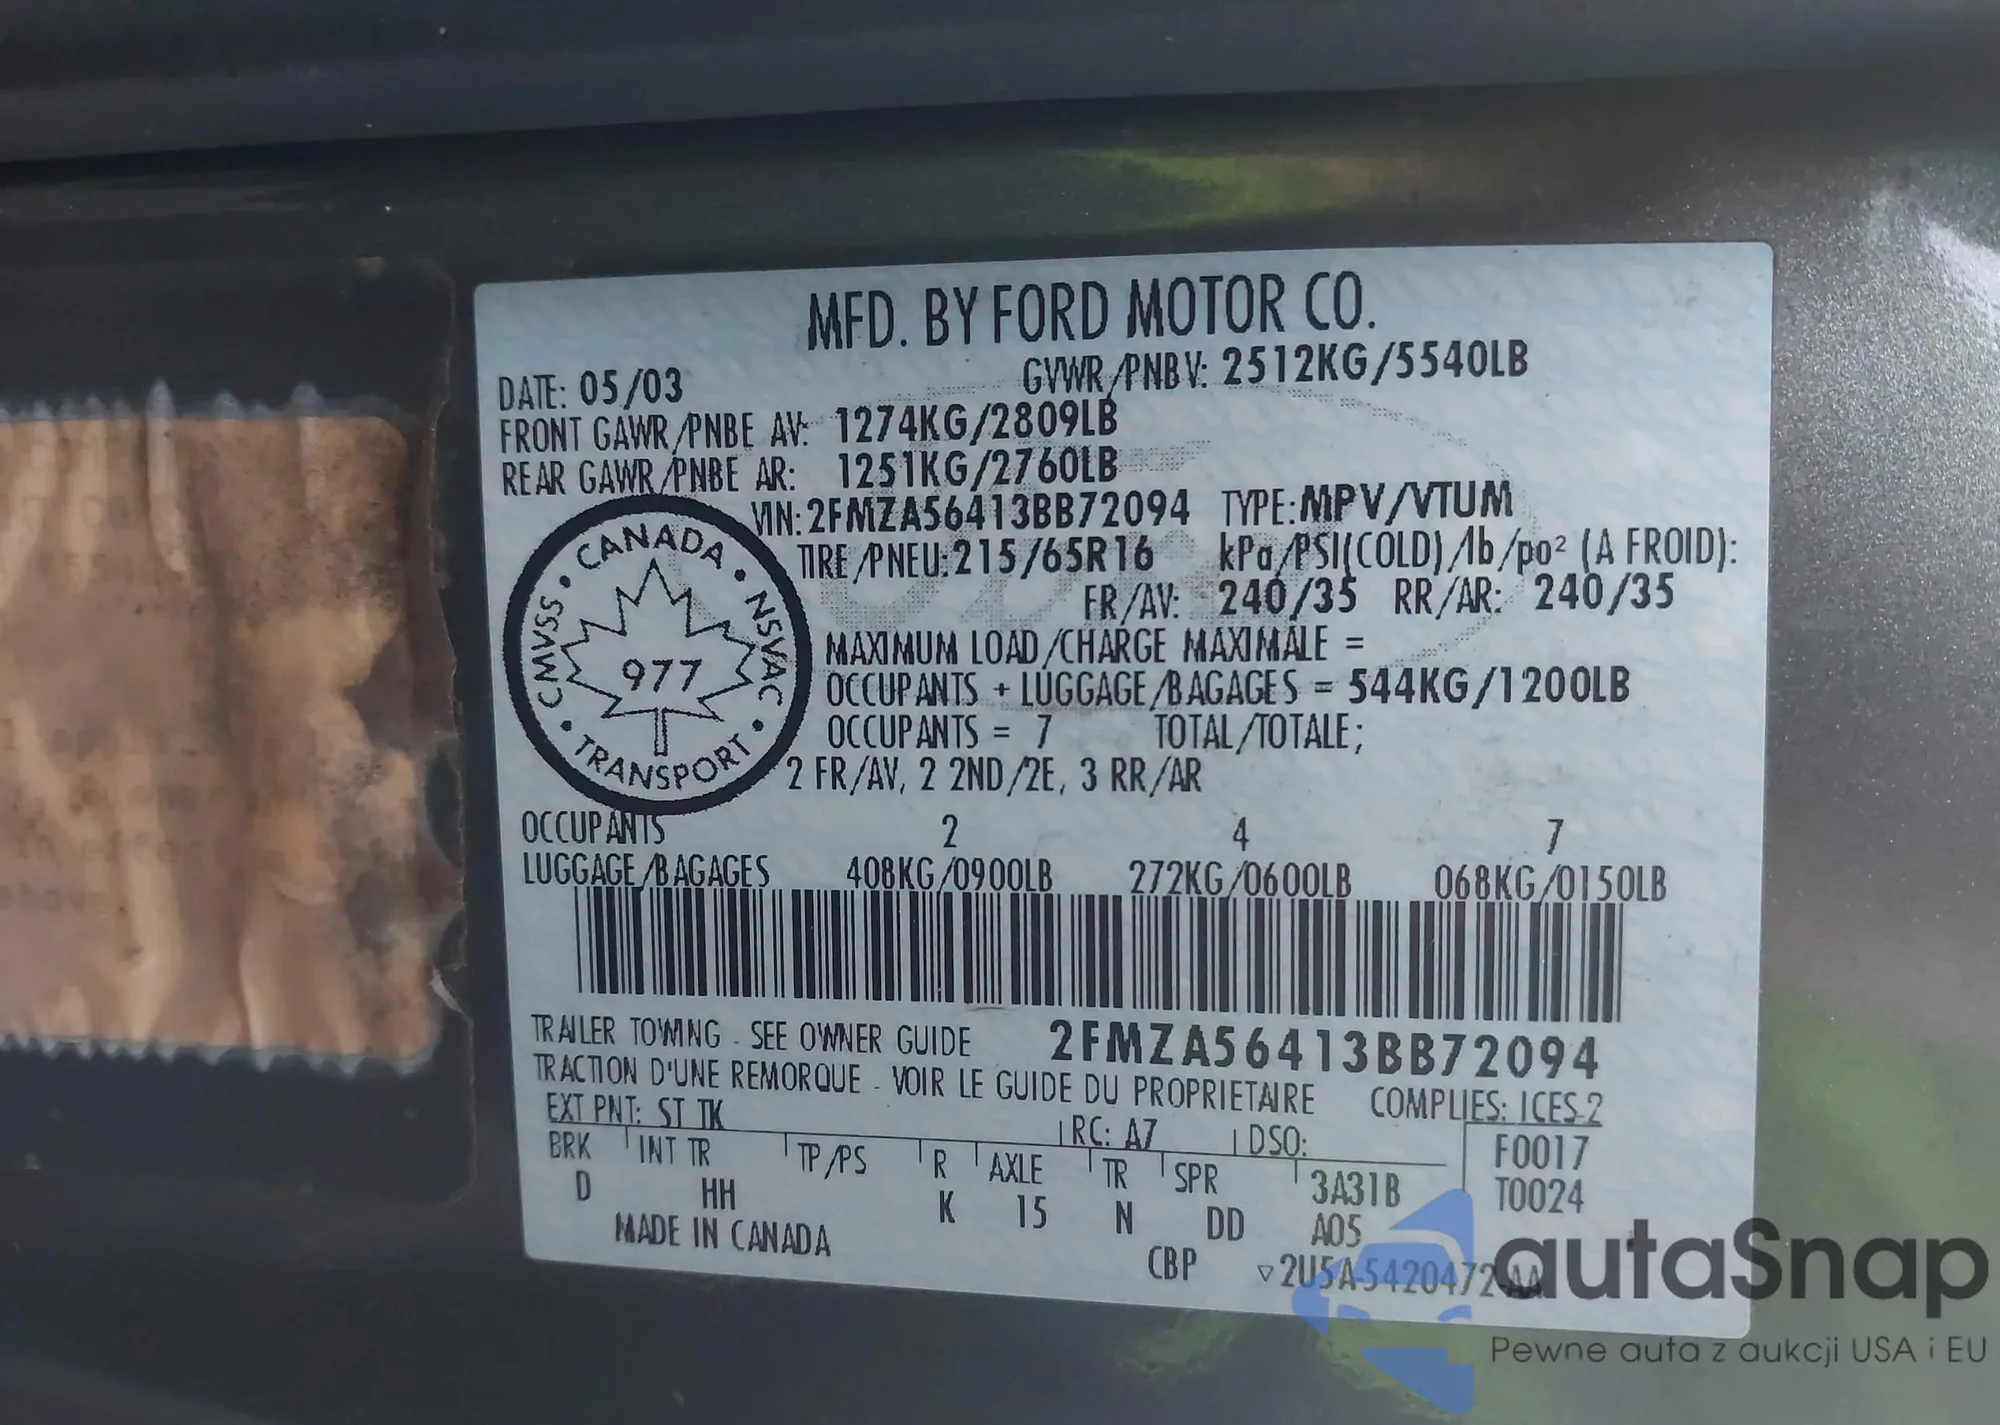 MFD. BY FORD MOTOR CO.
DATE: 05/03 GVWR/PNBV: 2512KG/5540LB
FRONT GAWR/PNBE AV: 1274KG/2809LB
REAR GAWR/PNBE AR: 1251KG/2760LB
VIN: 2FMZA56413BB72094 TYPE: MPV/VTUM
TIRE/PNEU: 215/65R16 kPa/PSI(COLD)/lb/po² (A FROID):
FR/AV: 240/35 RR/AR: 240/35
MAXIMUM LOAD/CHARGE MAXIMALE =
OCCUPANTS + LUGGAGE/BAGAGES = 544KG/1200LB
OCCUPANTS = 7 TOTAL/TOTALE;
2 FR/AV, 2 2ND/2E, 3 RR/AR
CANADA • NSVAC • TRANSPORT • CMVSS •
977
OCCUPANTS 2 4 7
LUGGAGE/BAGAGES 408KG/0900LB 272KG/0600LB 068KG/0150LB
TRAILER TOWING - SEE OWNER GUIDE 2FMZA56413BB72094
TRACTION D'UNE REMORQUE - VOIR LE GUIDE DU PROPRIETAIRE COMPLIES: ICES-2
EXT PNT: ST TK RC: A7 DSO: F0017
BRK INT TR TP/PS R AXLE TR SPR 3A31B T0024
D HH K 15 N DD A05
MADE IN CANADA CBP ▽2U5A-5420472-AA
autaSnap
Pewne auta z aukcji USA i EU